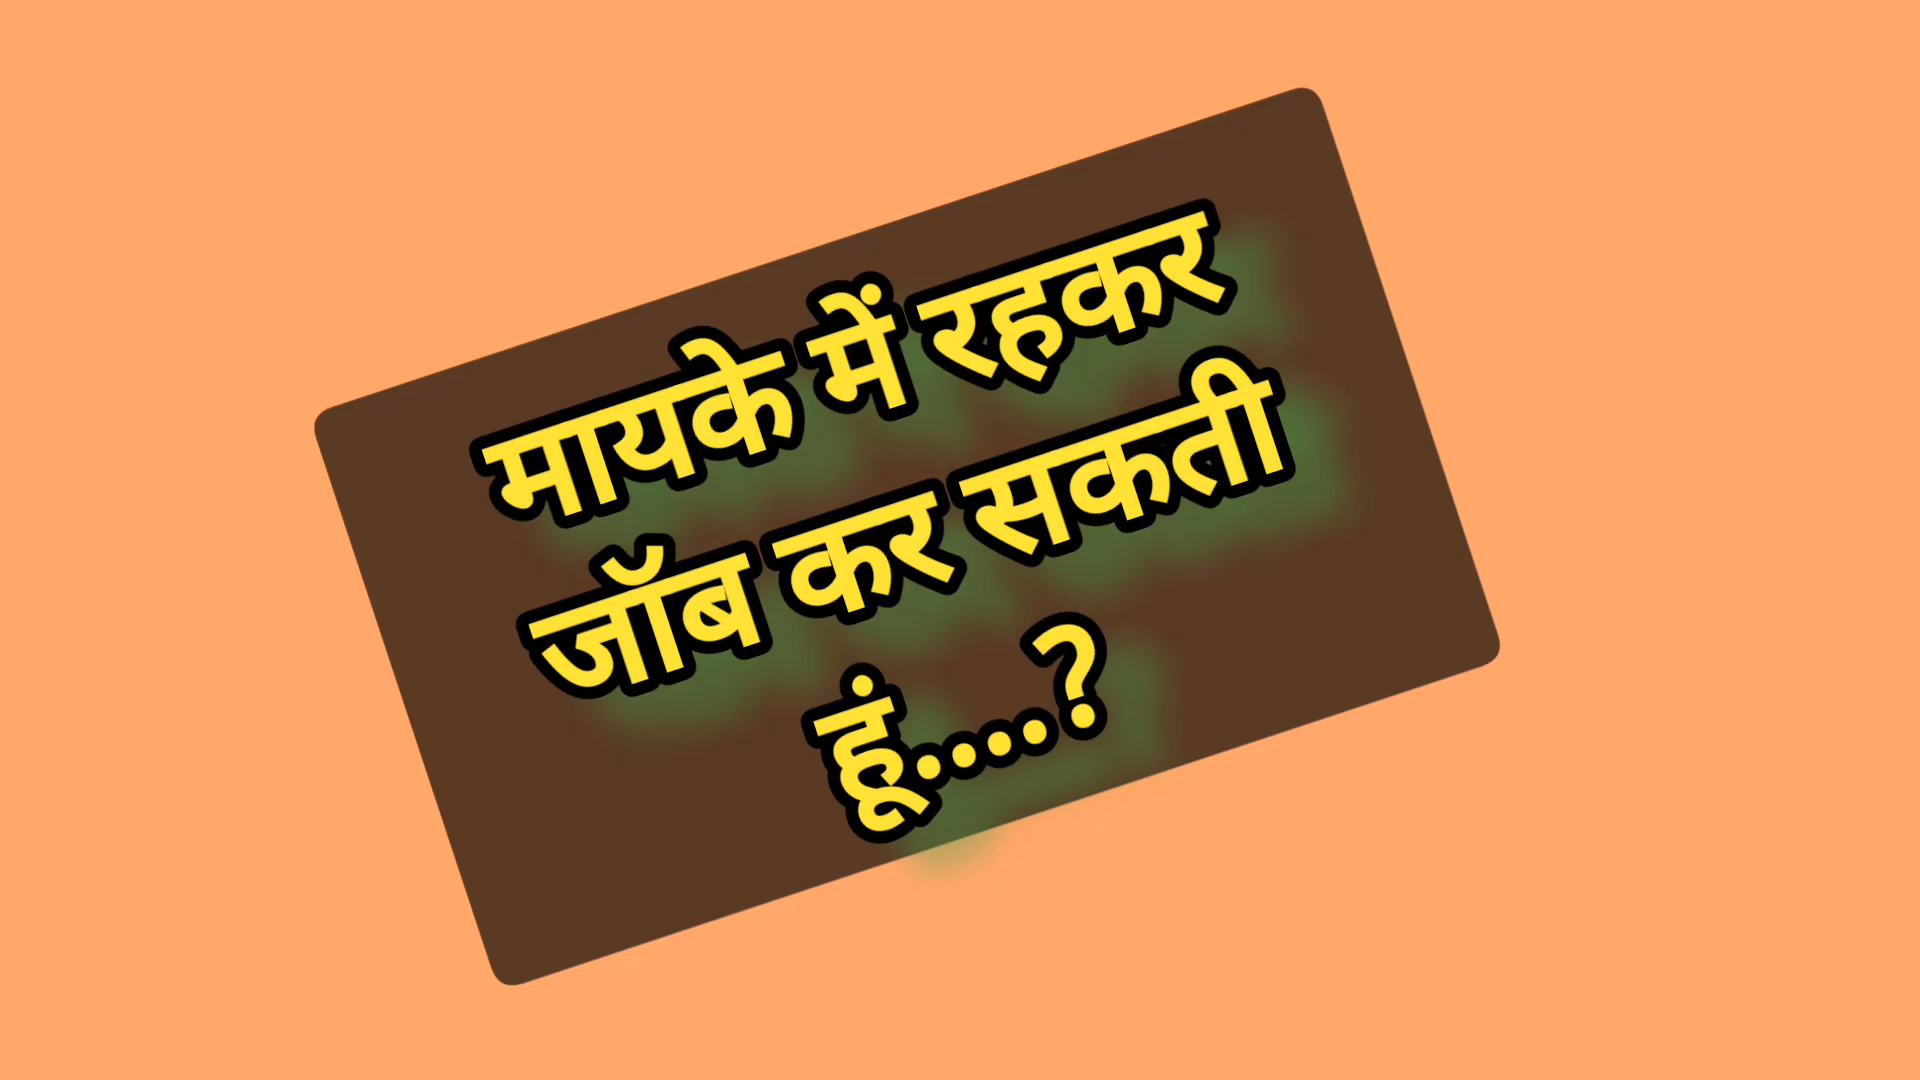 मायके में रहकर
जॉब कर सकती
हूं....?